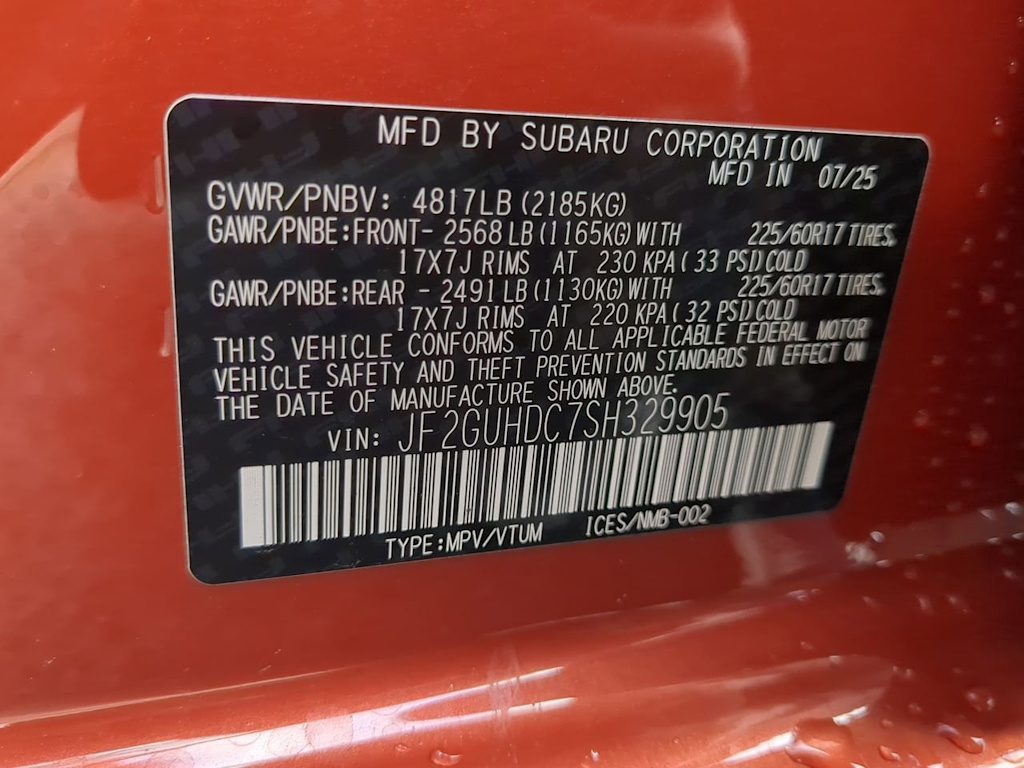 MFD BY SUBARU CORPORATION
MFD IN 07/25
GVWR/PNBV: 4817LB (2185KG)
GAWR/PNBE:FRONT- 2568 LB (1165KG) WITH 225/60R17 TIRES,
17X7J RIMS AT 230 KPA ( 33 PSI) COLD
GAWR/PNBE:REAR - 2491 LB (1130KG) WITH 225/60R17 TIRES,
17X7J RIMS AT 220 KPA ( 32 PSI) COLD
THIS VEHICLE CONFORMS TO ALL APPLICABLE FEDERAL MOTOR
VEHICLE SAFETY AND THEFT PREVENTION STANDARDS IN EFFECT ON
THE DATE OF MANUFACTURE SHOWN ABOVE.
VIN: JF2GUHDC7SH329905
TYPE:MPV/VTUM ICES/NMB-002